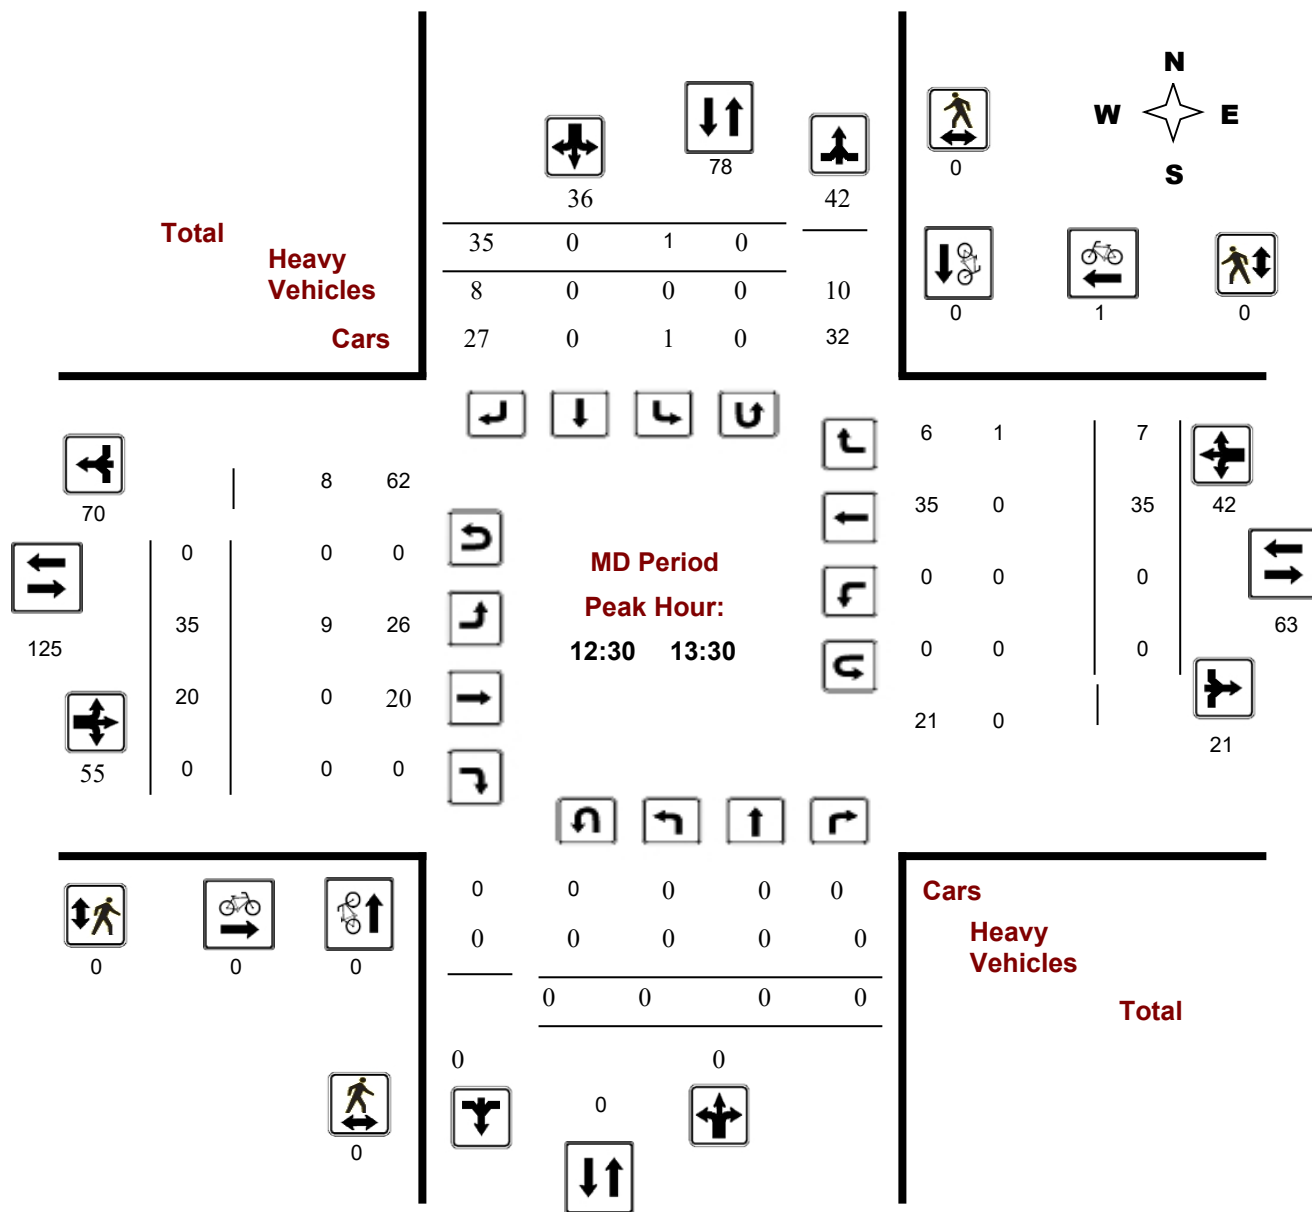 N
W E
S
78
0
36 42
Total
35 0 1 0
Heavy
Vehicles
8 0 0 0 10
0 1 0
Cars
27 0 1 0 32
6 1 7
8 62
70
35 0 35 42
0 0 0
MD Period
0 0 0
Peak Hour:
35 9 26
63
125
12:30 13:30
0 0 0
20 0 20
21 0
21
55 0 0 0
0 0 0 0 0
Cars
0 0 0 0 0
Heavy
Vehicles
0 0 0
0 0 0 0
Total
0 0
0
0